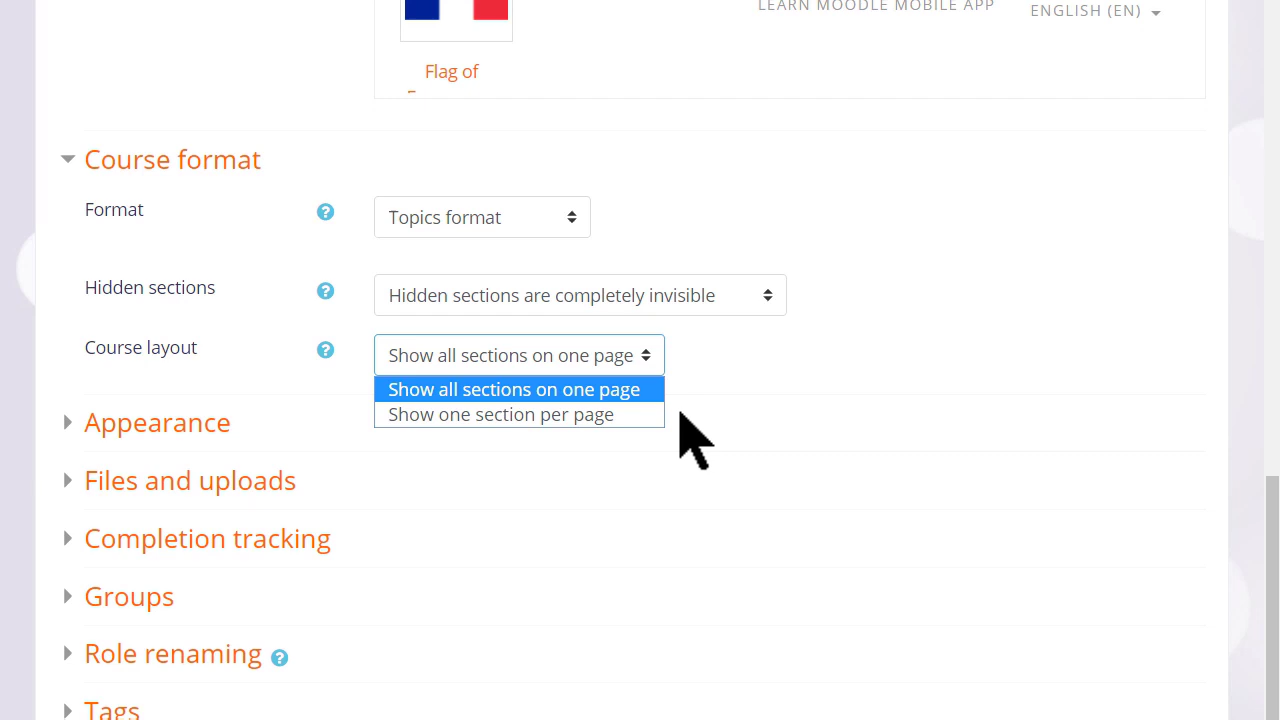 LEARN MOODLE MOBILE APP
ENGLISH (EN)
Flag of
Course format
Format
Topics format
Hidden sections
Hidden sections are completely invisible
Course layout
Show all sections on one page
Show all sections on one page
Show one section per page
Appearance
Files and uploads
Completion tracking
Groups
Role renaming
Tags